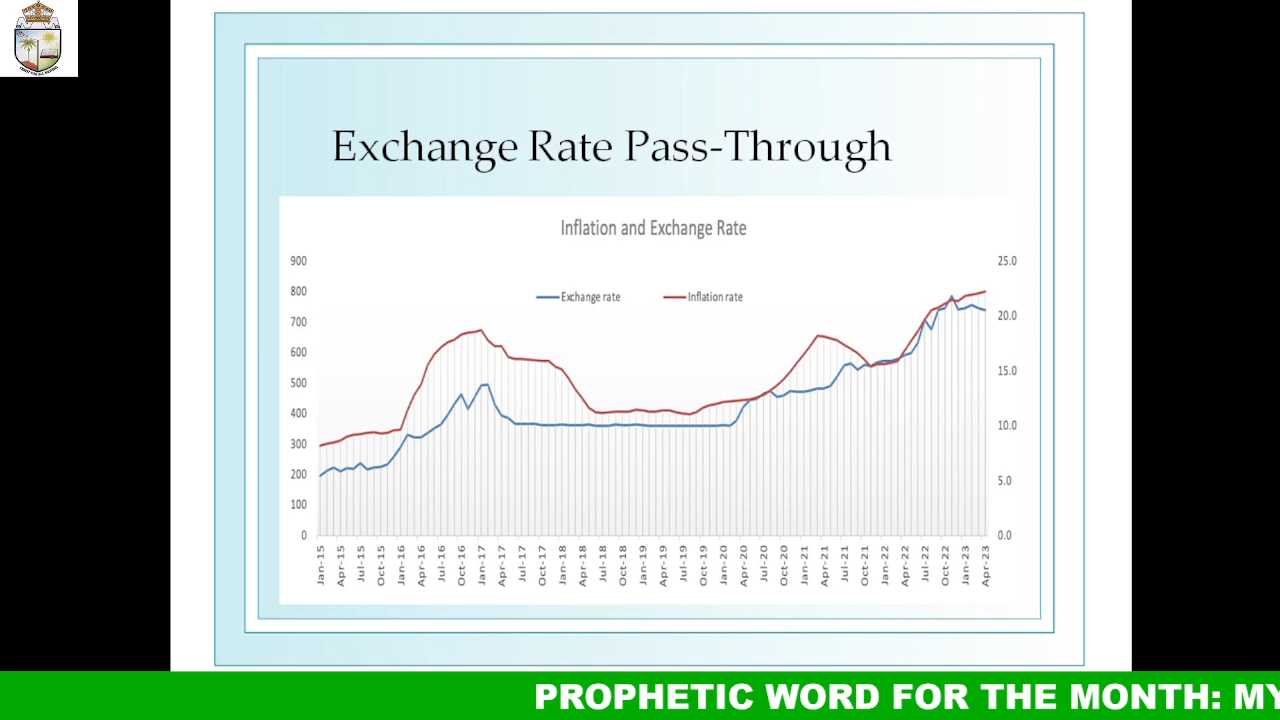 Exchange Rate Pass-Through
Inflation and Exchange Rate
900
800
700
600
500
400
300
200
100
0
25.0
20.0
15.0
10.0
5.0
0.0
Exchange rate
Inflation rate
Jan-15
Apr-15
Jul-15
Oct-15
Jan-16
Apr-16
Jul-16
Oct-16
Jan-17
Apr-17
Jul-17
Oct-17
Jan-18
Apr-18
Jul-18
Oct-18
Jan-19
Apr-19
Jul-19
Oct-19
Jan-20
Apr-20
Jul-20
Oct-20
Jan-21
Apr-21
Jul-21
Oct-21
Jan-22
Apr-22
Jul-22
Oct-22
Jan-23
Apr-23
PROPHETIC WORD FOR THE MONTH: MY